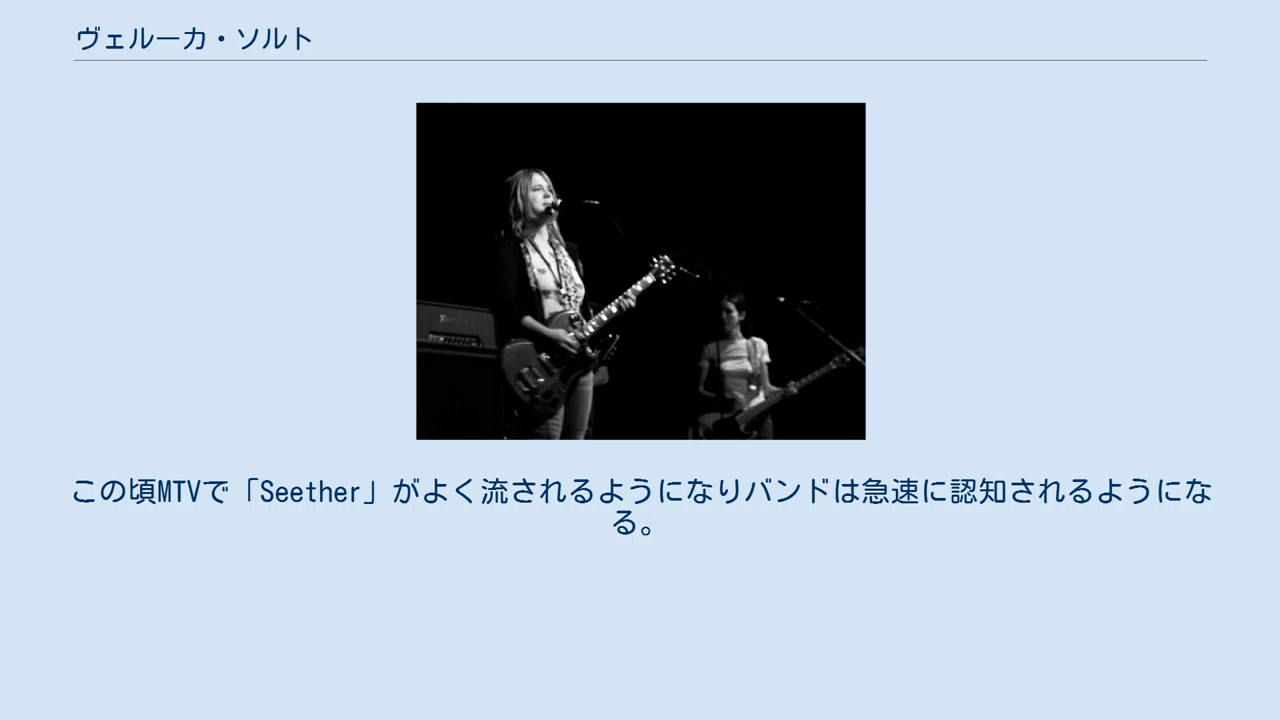 ヴェルーカ・ソルト
この頃MTVで「Seether」がよく流されるようになりバンドは急速に認知されるようにな
る。